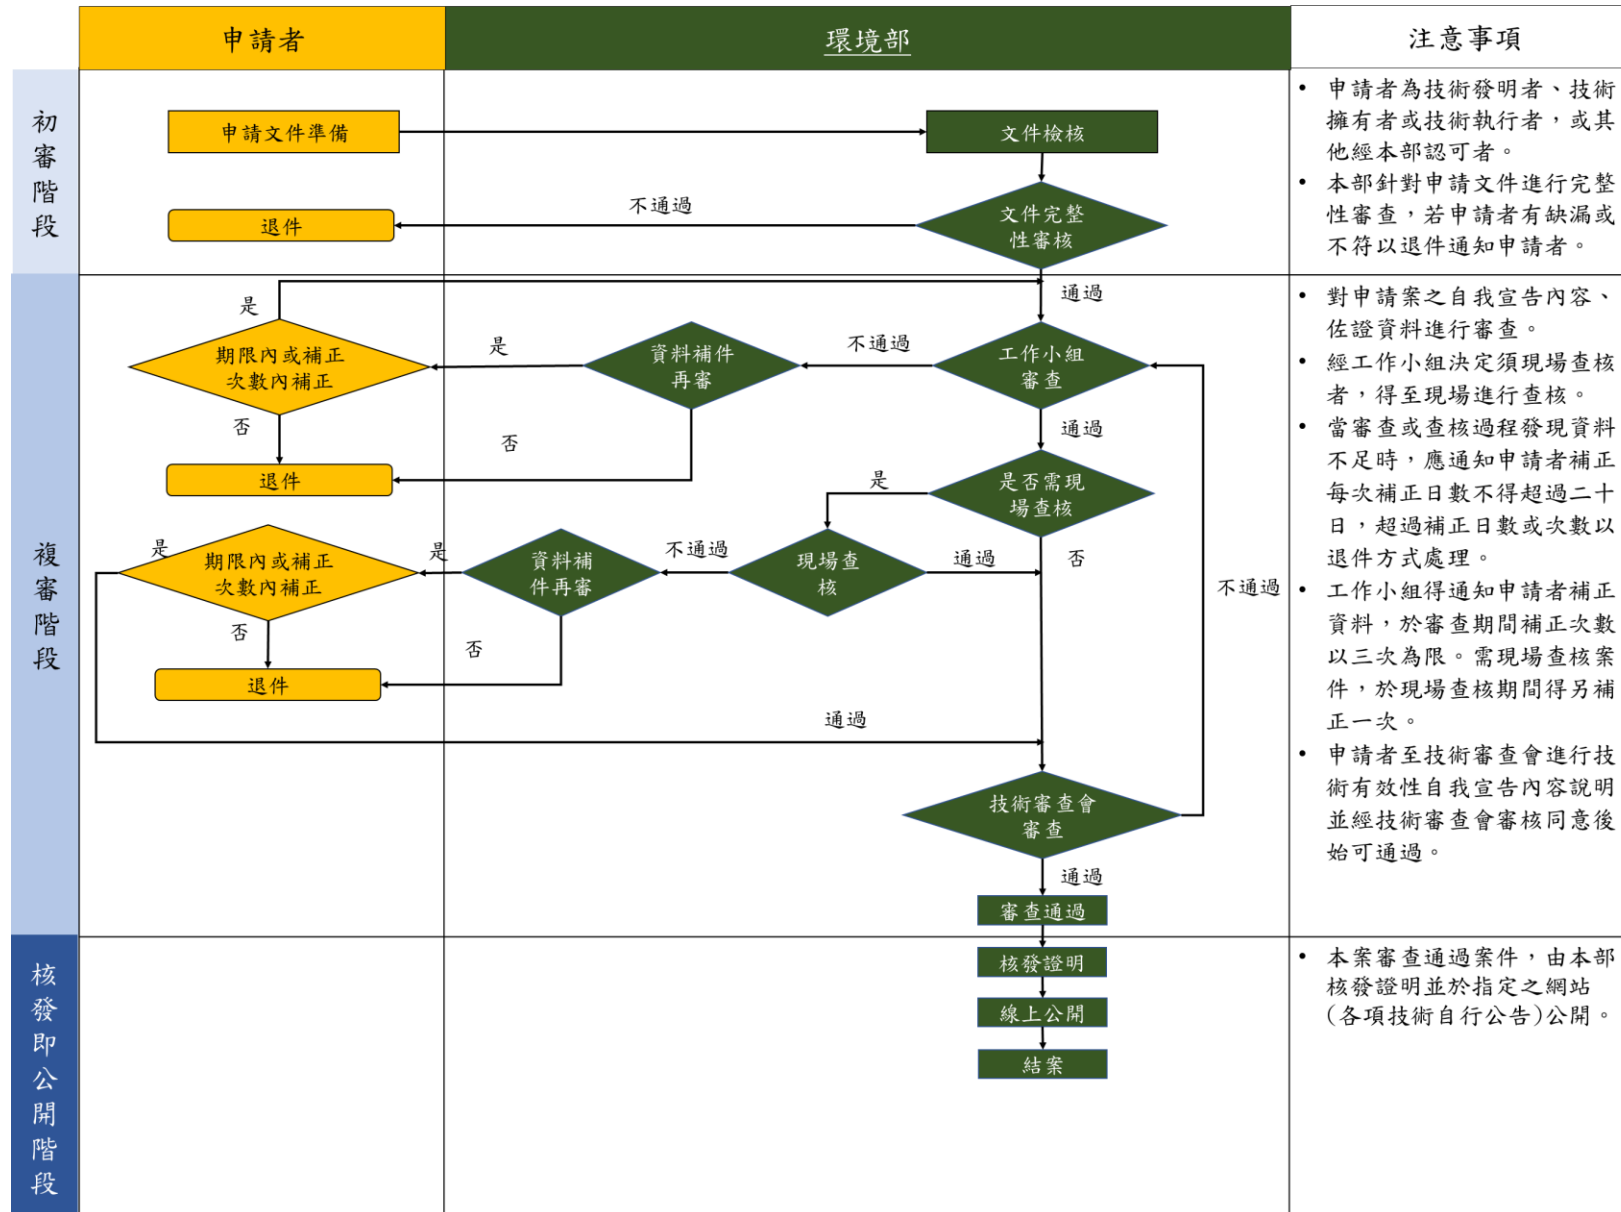 申請者
環境部
注意事項
初審階段
申請文件準備
文件檢核
退件
不通過
文件完整
性審核
• 申請者為技術發明者、技術
擁有者或技術執行者，或其
他經本部認可者。
• 本部針對申請文件進行完整
性審查，若申請者有缺漏或
不符以退件通知申請者。
複審階段
通過
是
期限內或補正
次數內補正
是
資料補件
再審
不通過
工作小組
審查
否
否
通過
退件
是否需現
場查核
是
是
期限內或補正
次數內補正
是
資料補
件再審
不通過
現場查
核
通過
否
不通過
否
否
退件
通過
技術審查會
審查
通過
審查通過
• 對申請案之自我宣告內容、
佐證資料進行審查。
• 經工作小組決定須現場查核
者，得至現場進行查核。
• 當審查或查核過程發現資料
不足時，應通知申請者補正
每次補正日數不得超過二十
日，超過補正日數或次數以
退件方式處理。
• 工作小組得通知申請者補正
資料，於審查期間補正次數
以三次為限。需現場查核案
件，於現場查核期間得另補
正一次。
• 申請者至技術審查會進行技
術有效性自我宣告內容說明
並經技術審查會審核同意後
始可通過。
核發即公開階段
核發證明
線上公開
結案
• 本案審查通過案件，由本部
核發證明並於指定之網站
(各項技術自行公告)公開。